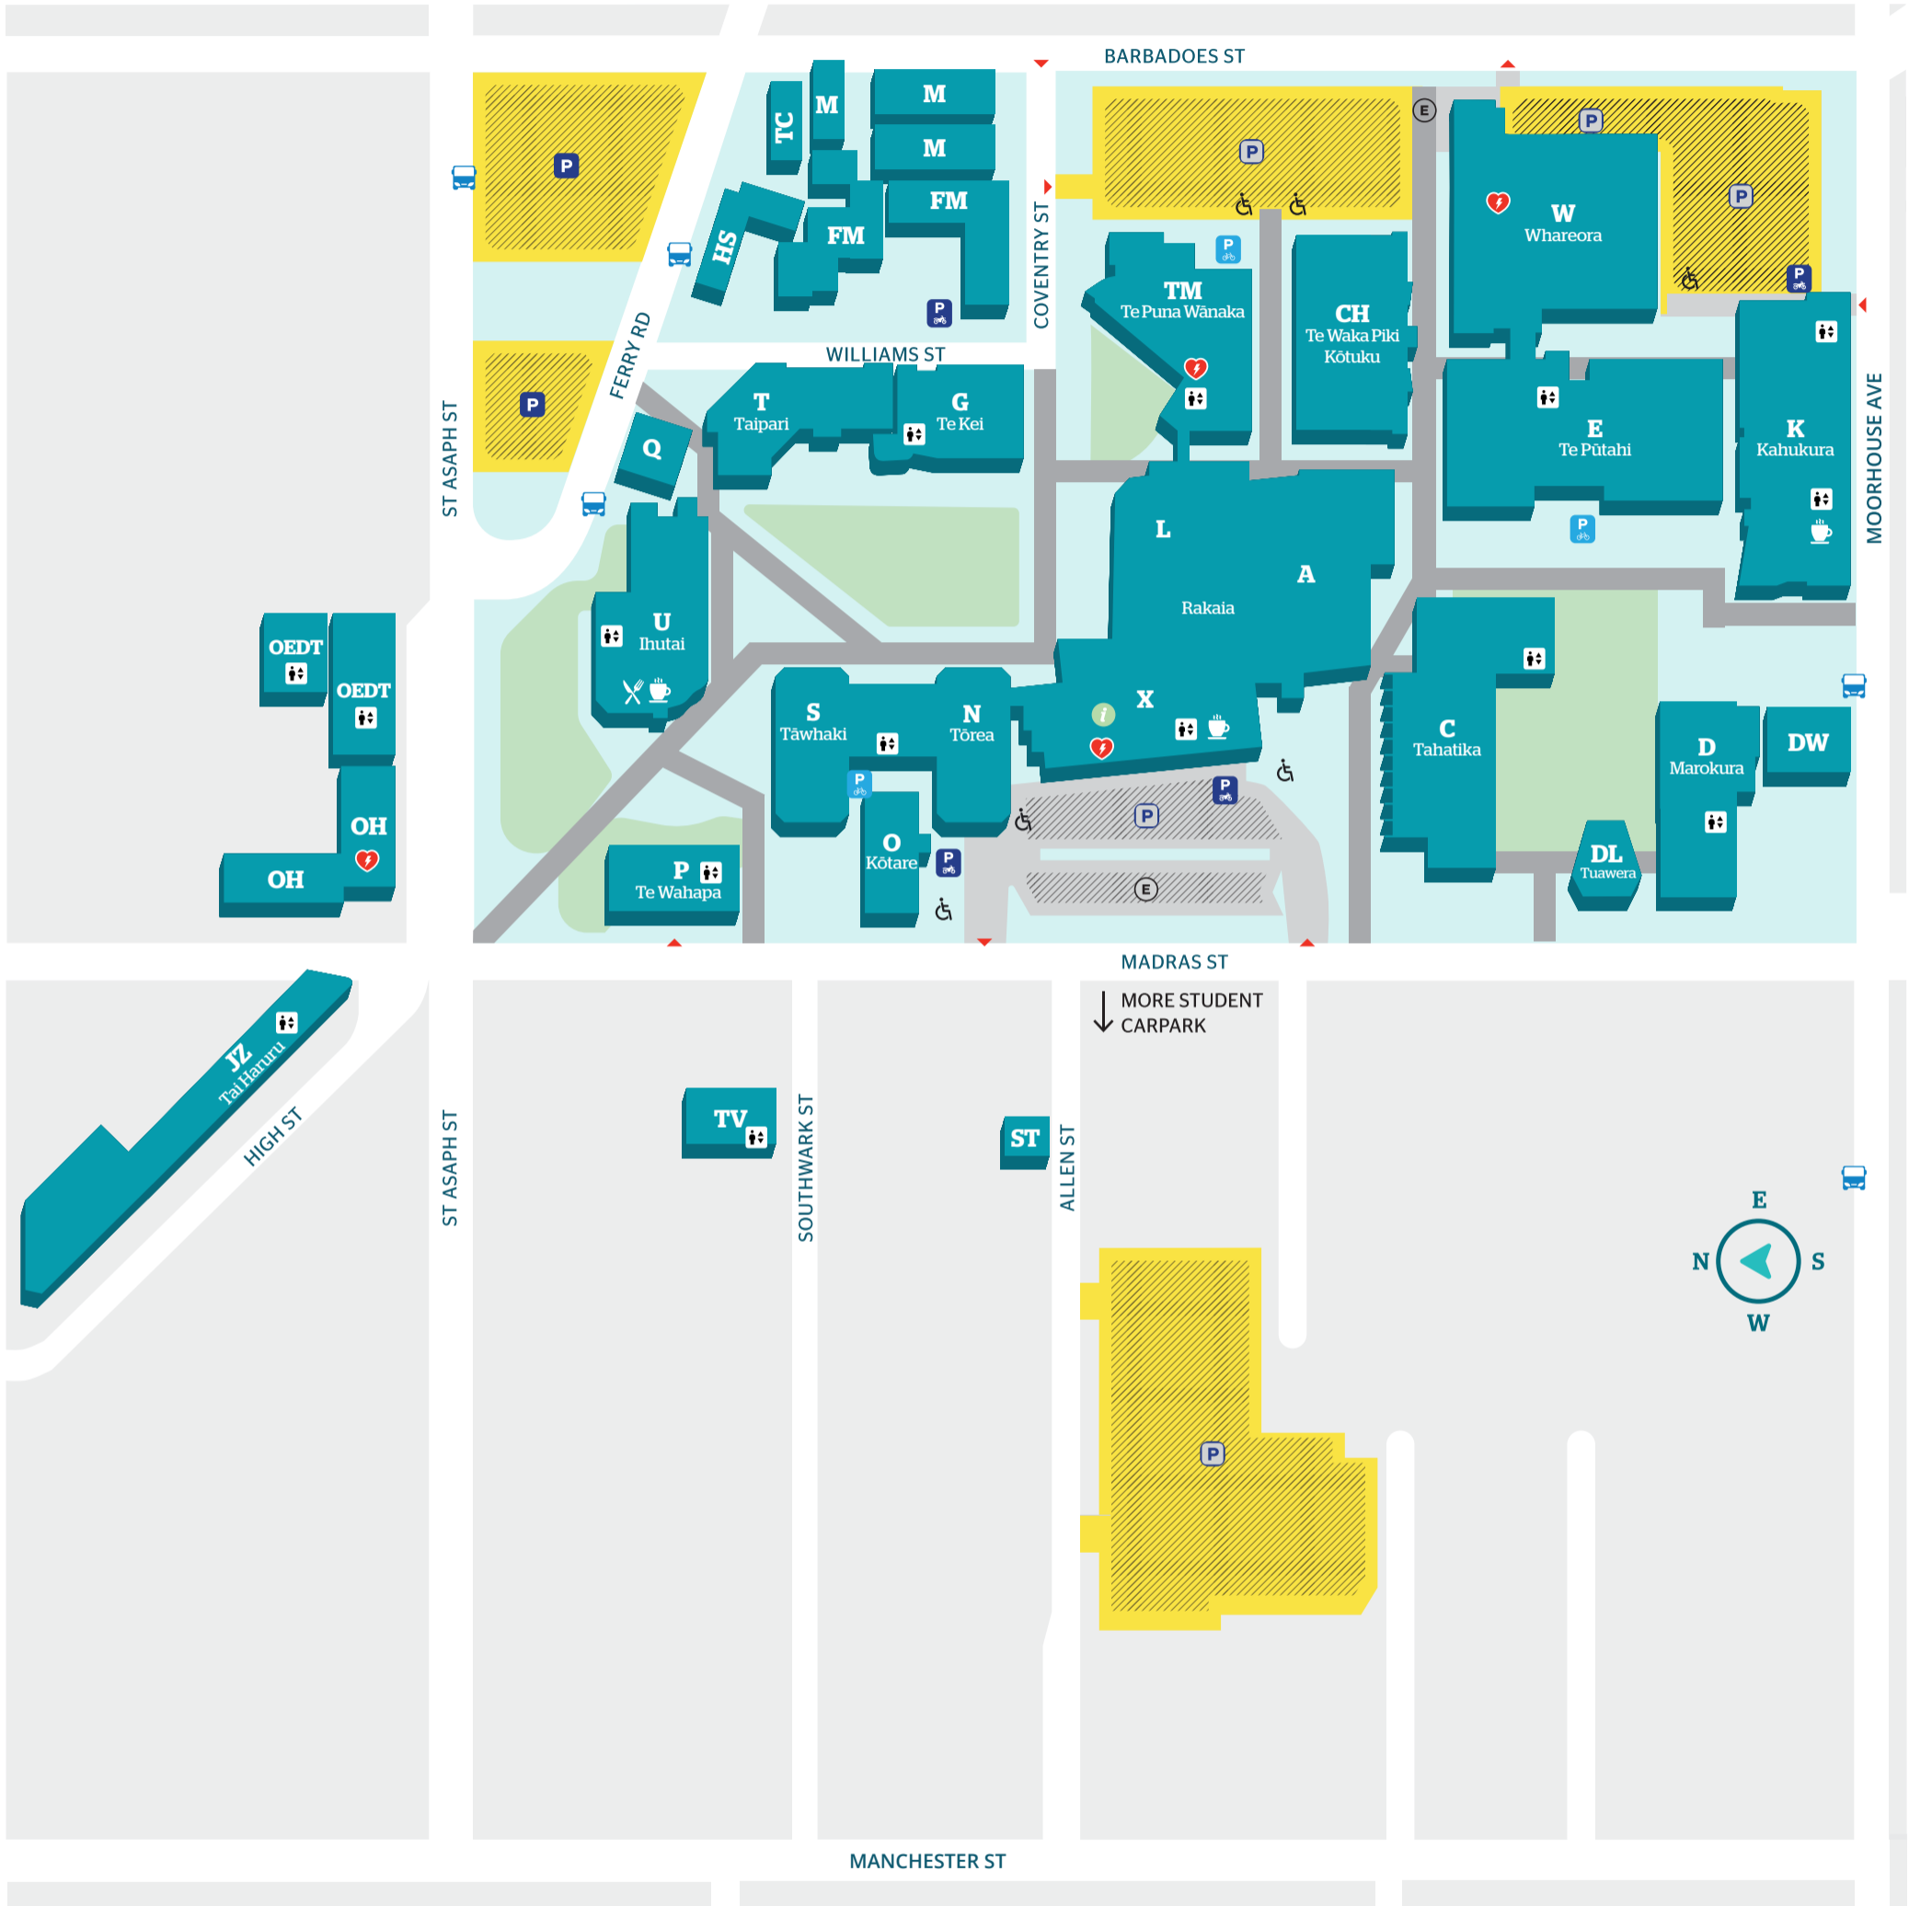 BARBADOES ST
M
M
M
TC
E
P
P
P
P
P
W
Whareora
FM
FM
HS
P
P
COVENTRY ST
TM
Te Puna Wānaka
CH
Te Waka Piki
Kōtuku
P
FERRY RD
WILLIAMS ST
P
T
Taipari
G
Te Kei
Q
ST ASAPH ST
E
Te Pūtahi
K
Kahukura
MOORHOUSE AVE
P
L
A
Rakaia
U
Ihutai
OEDT
OEDT
S
Tāwhaki
N
Tōrea
X
i
C
Tahatika
D
Marokura
DW
P
P
P
OH
OH
O
Kōtare
P
P
Te Wahapa
E
DL
Tuawera
MADRAS ST
MORE STUDENT
CARPARK
JZ
Tai Haruru
HIGH ST
ST ASAPH ST
TV
SOUTHWARK ST
ST
ALLEN ST
E
N
S
W
P
MANCHESTER ST